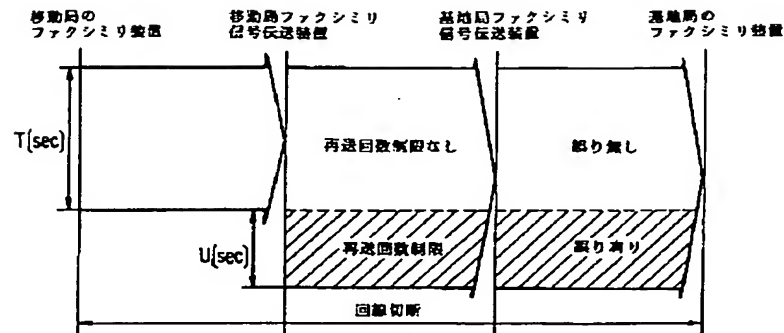 移動局の
ファクシミリ装置
移動局ファクシミリ
信号伝送装置
基地局ファクシミリ
信号伝送装置
基地局の
ファクシミリ装置
T(sec)
再送回数制限なし
誤り無し
U(sec)
再送回数制限
誤り有り
回線切断